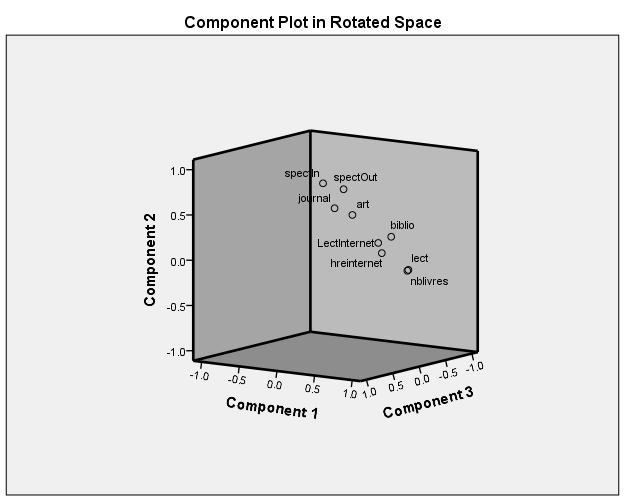 Component Plot in Rotated Space
spectIn
spectOut
journal
art
biblio
LectInternet
hreinternet
lect
nblivres
Component 2
1.0
0.5
0.0
-0.5
-1.0
-1.0
-0.5
0.0
0.5
1.0
Component 1
1.0
0.5
0.0
-0.5
-1.0
Component 3